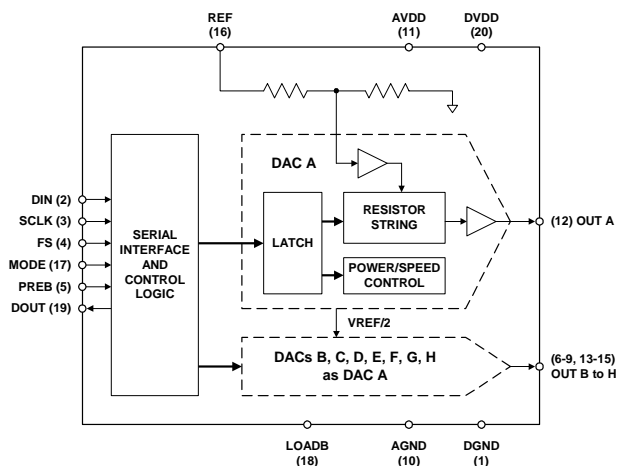 REF
(16)
AVDD
(11)
DVDD
(20)
DAC A
DIN (2)
SCLK (3)
FS (4)
MODE (17)
PREB (5)
DOUT (19)
SERIAL
INTERFACE
AND
CONTROL
LOGIC
LATCH
RESISTOR
STRING
POWER/SPEED
CONTROL
(12) OUT A
VREF/2
DACs B, C, D, E, F, G, H
as DAC A
(6-9, 13-15)
OUT B to H
LOADB
(18)
AGND
(10)
DGND
(1)